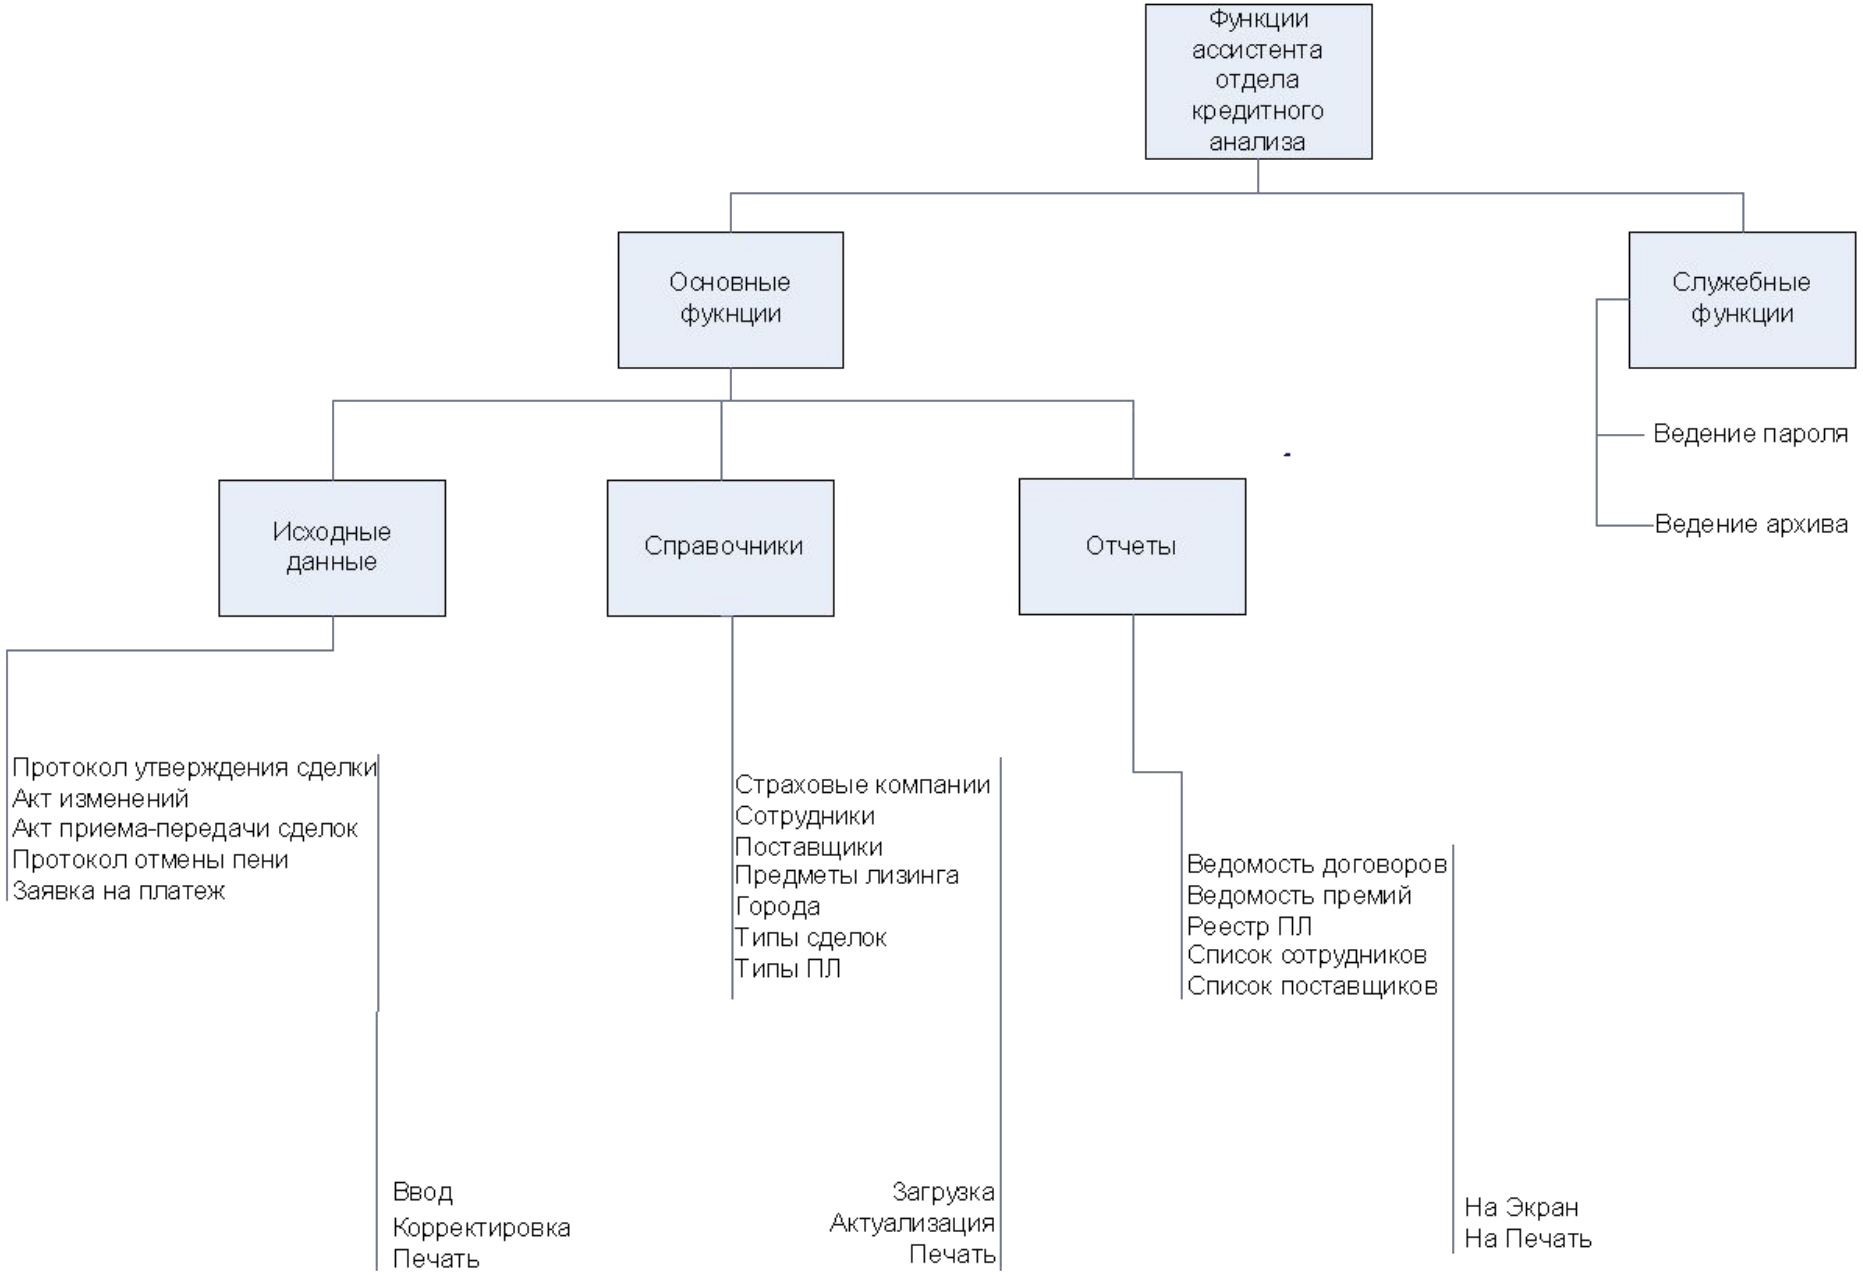 Функции
ассистента
отдела
кредитного
анализа
Основные
фукнции
Служебные
функции
Ведение пароля
Ведение архива
Исходные
данные
Справочники
Отчеты
Протокол утверждения сделки
Акт изменений
Акт приема-передачи сделок
Протокол отмены пени
Заявка на платеж
Страховые компании
Сотрудники
Поставщики
Предметы лизинга
Города
Типы сделок
Типы ПЛ
Ведомость договоров
Ведомость премий
Реестр ПЛ
Список сотрудников
Список поставщиков
Ввод
Корректировка
Печать
Загрузка
Актуализация
Печать
На Экран
На Печать